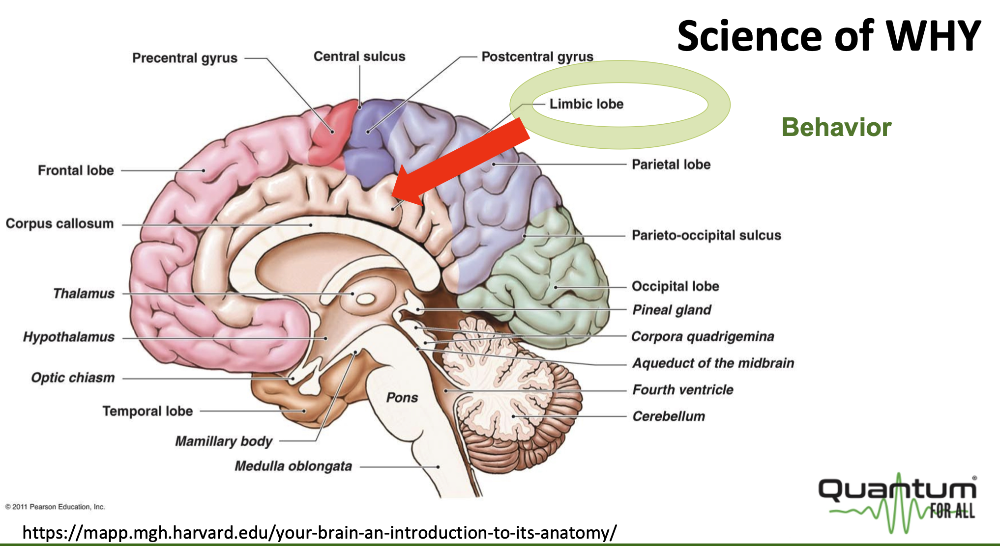 Science of WHY
Precentral gyrus
Central sulcus
Postcentral gyrus
Limbic lobe
Behavior
Frontal lobe
Parietal lobe
Corpus callosum
Parieto-occipital sulcus
Thalamus
Occipital lobe
Pineal gland
Hypothalamus
Corpora quadrigemina
Aqueduct of the midbrain
Optic chiasm
Fourth ventricle
Pons
Temporal lobe
Cerebellum
Mamillary body
Medulla oblongata
Quantum®
FOR ALL
© 2011 Pearson Education, Inc.
https://mapp.mgh.harvard.edu/your-brain-an-introduction-to-its-anatomy/